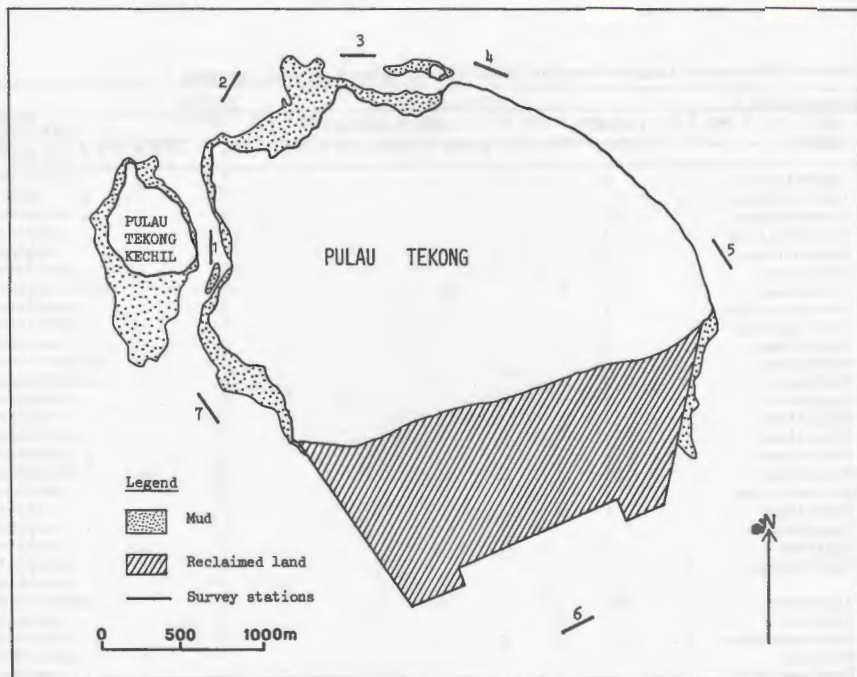 3
4
2
PULAU
TEKONG
KECHIL
1
PULAU TEKONG
5
7
Legend
Mud
Reclaimed land
Survey stations
0 500 1000m
6
N